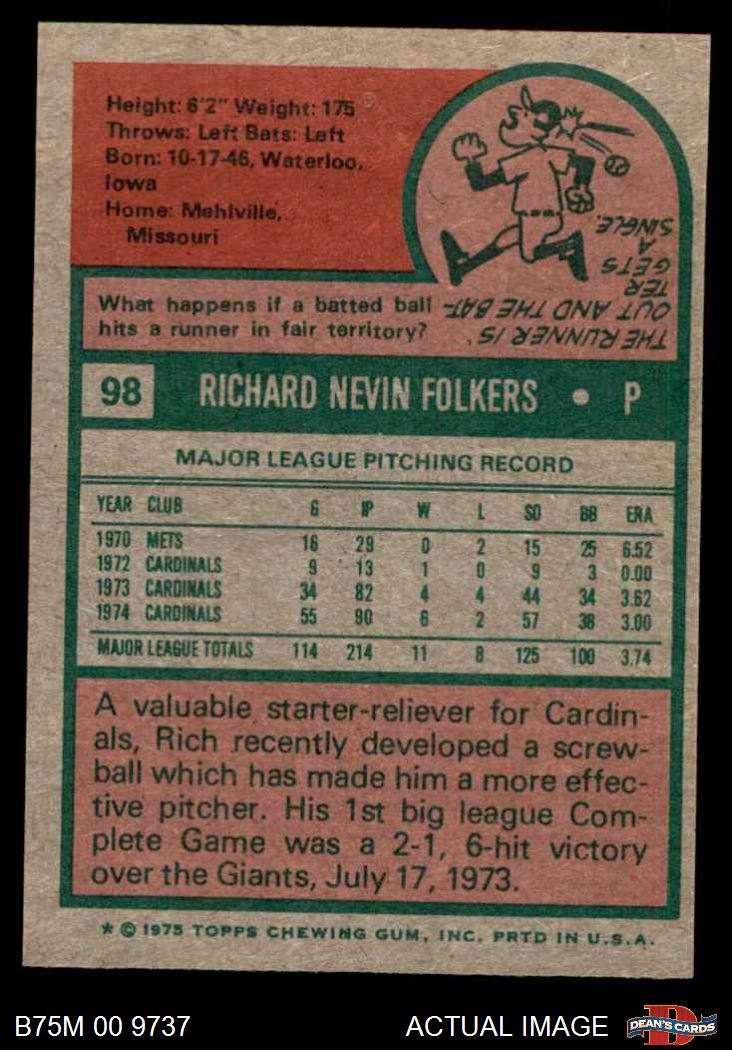 Height: 6'2" Weight: 175
Throws: Left Bats: Left
Born: 10-17-46, Waterloo,
Iowa
Home: Mehlville,
Missouri
What happens if a batted ball
hits a runner in fair territory?
THE RUNNER IS
OUT AND THE BAT-
TER
GETS
A
SINGLE.
98 RICHARD NEVIN FOLKERS • P
MAJOR LEAGUE PITCHING RECORD
YEAR CLUB G IP W L SO BB ERA
1970 METS 16 29 0 2 15 25 6.52
1972 CARDINALS 9 13 1 0 9 3 0.00
1973 CARDINALS 34 82 4 4 44 34 3.62
1974 CARDINALS 55 90 6 2 57 38 3.00
MAJOR LEAGUE TOTALS 114 214 11 8 125 100 3.74
A valuable starter-reliever for Cardin-
als, Rich recently developed a screw-
ball which has made him a more effec-
tive pitcher. His 1st big league Com-
plete Game was a 2-1, 6-hit victory
over the Giants, July 17, 1973.
* © 1975 TOPPS CHEWING GUM, INC. PRTD IN U.S.A.
B75M 00 9737 ACTUAL IMAGE DEAN'S CARDS